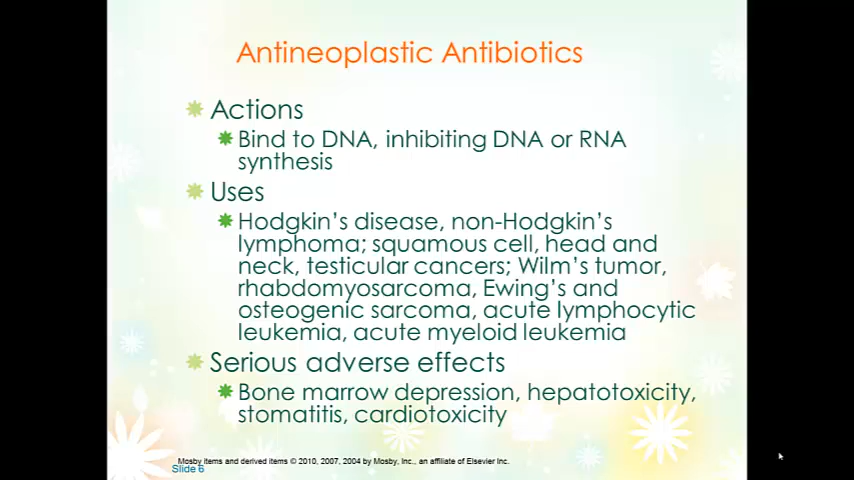 Antineoplastic Antibiotics
Actions
Bind to DNA, inhibiting DNA or RNA
synthesis
Uses
Hodgkin's disease, non-Hodgkin's
lymphoma; squamous cell, head and
neck, testicular cancers; Wilm's tumor,
rhabdomyosarcoma, Ewing's and
osteogenic sarcoma, acute lymphocytic
leukemia, acute myeloid leukemia
Serious adverse effects
Bone marrow depression, hepatotoxicity,
stomatitis, cardiotoxicity
Mosby items and derived items © 2010, 2007, 2004 by Mosby, Inc., an affiliate of Elsevier Inc.
Slide 6